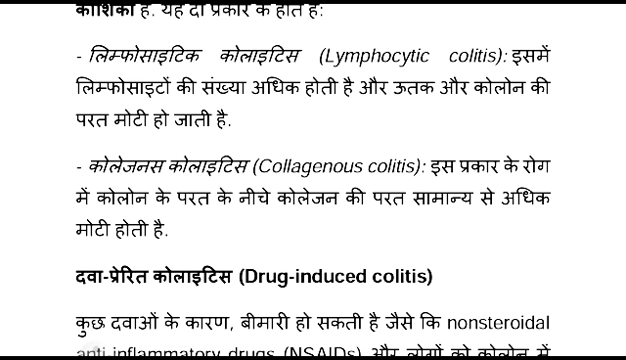 कोशिका है. यह दो प्रकार के होते हैं:
- लिम्फोसाइटिक कोलाइटिस (Lymphocytic colitis): इसमें
लिम्फोसाइटों की संख्या अधिक होती है और ऊतक और कोलोन की
परत मोटी हो जाती है.
- कोलेजनस कोलाइटिस (Collagenous colitis): इस प्रकार के रोग
में कोलोन के परत के नीचे कोलेजन की परत सामान्य से अधिक
मोटी होती है.
दवा-प्रेरित कोलाइटिस (Drug-induced colitis)
कुछ दवाओं के कारण, बीमारी हो सकती है जैसे कि nonsteroidal
anti-inflammatory drugs (NSAIDs) और लोगों को कोलोन में